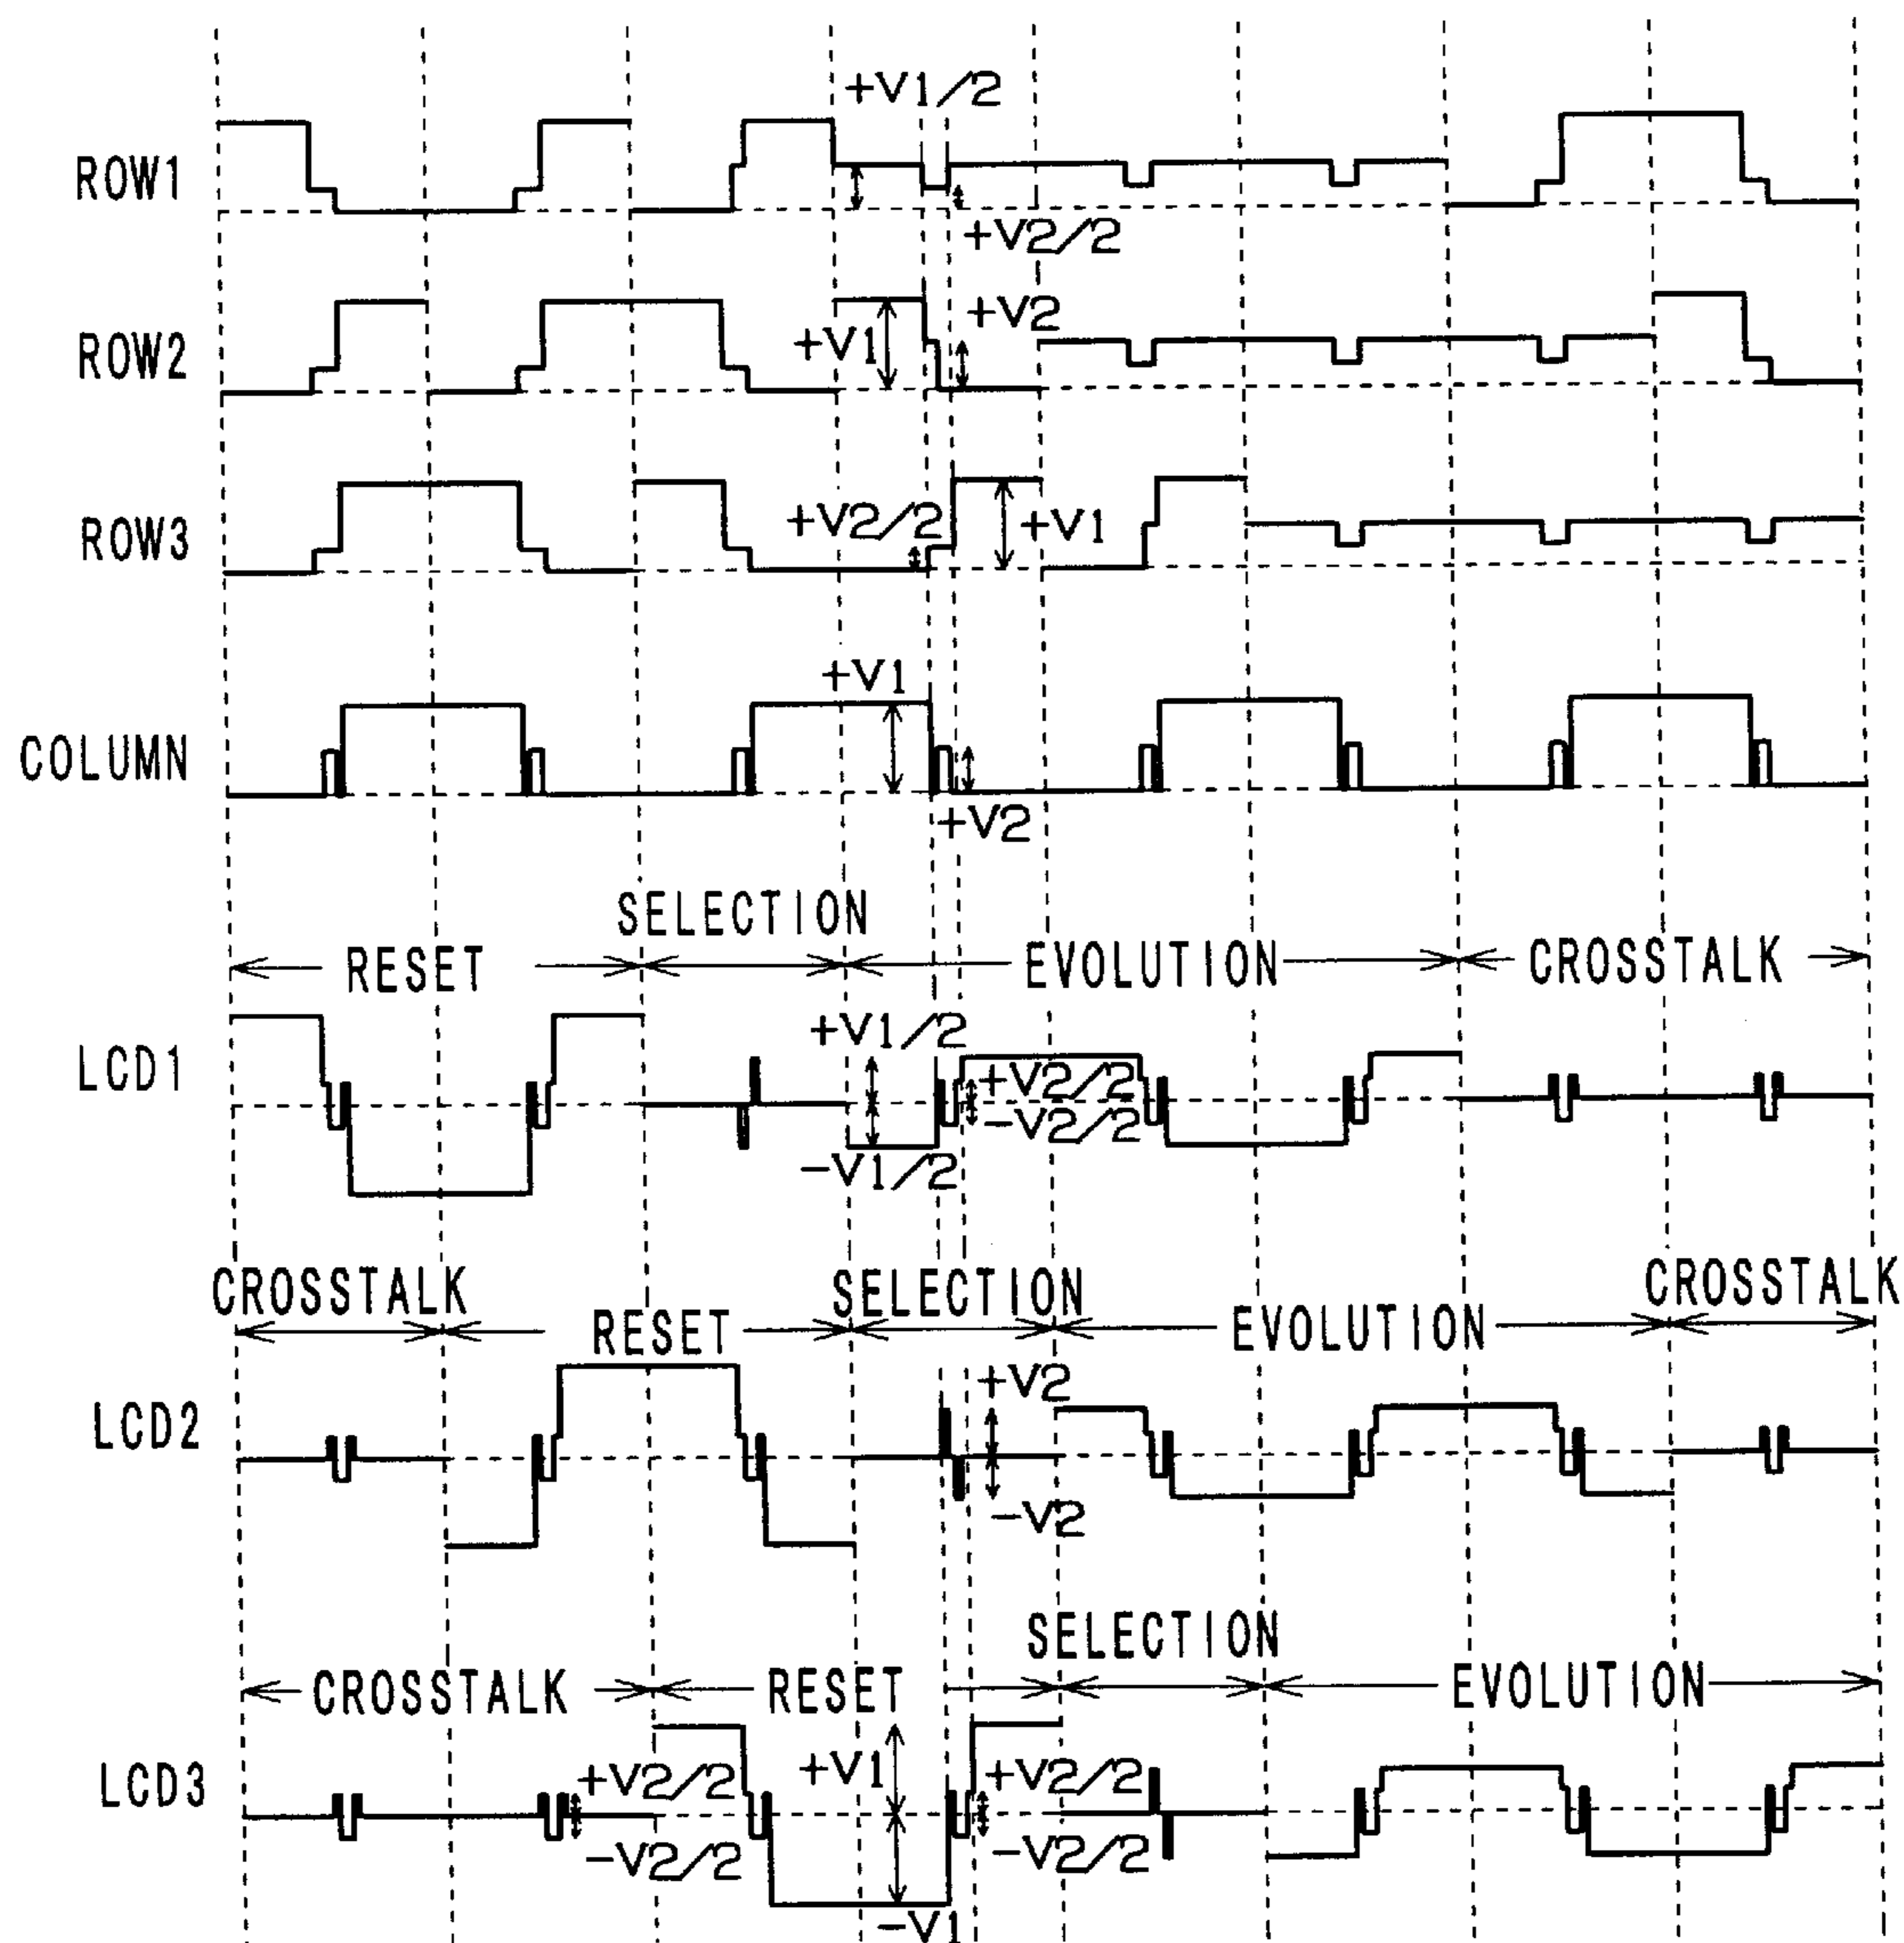 +V1/2
ROW1
+V2/2
+V2
+V1
ROW2
+V2/2
+V1
ROW3
+V1
COLUMN
+V2
SELECTION
RESET
EVOLUTION
CROSSTALK
+V1/2
LCD1
+V2/2
-V2/2
-V1/2
CROSSTALK
SELECTION
CROSSTALK
RESET
EVOLUTION
+V2
LCD2
-V2
SELECTION
CROSSTALK
RESET
EVOLUTION
+V2/2
+V1
+V2/2
LCD3
-V2/2
-V2/2
-V1